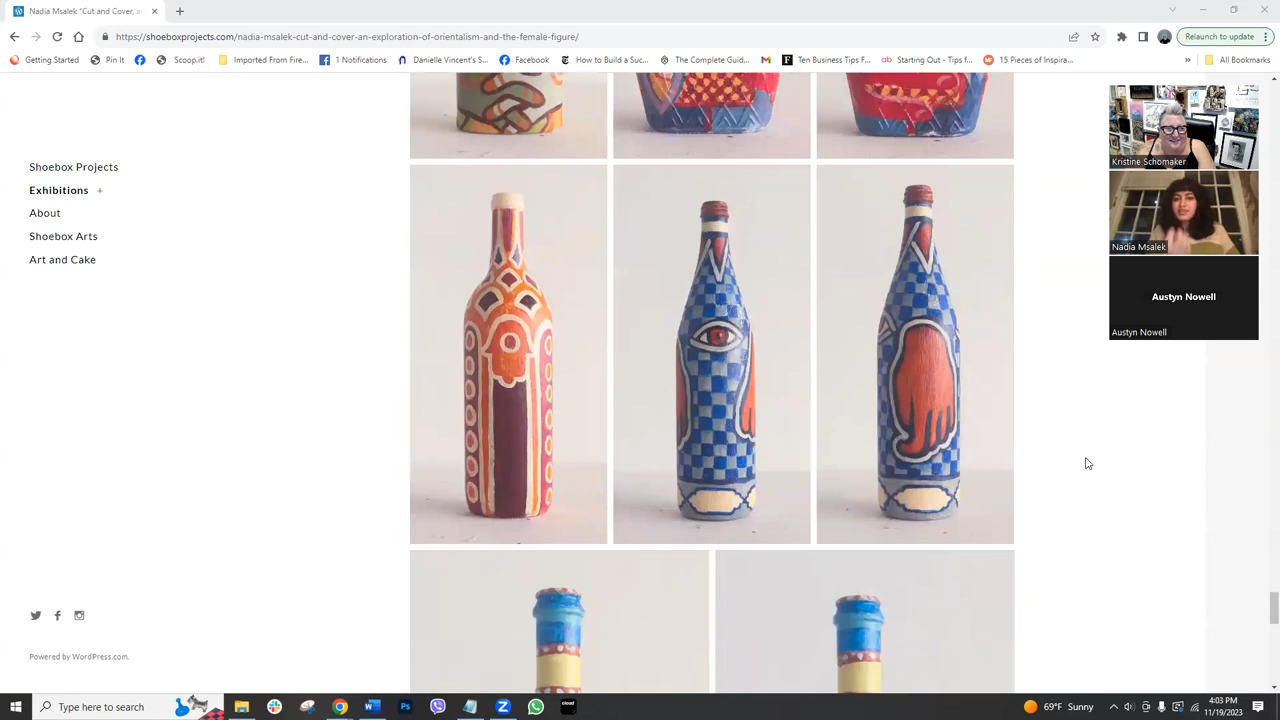 Nadia Msalek "Cut and Cover, a
https://shoeboxprojects.com/nadia-msalek-cut-and-cover-an-exploration-of-orientalism-and-the-female-figure/
Relaunch to update
Getting Started
Pin It
Scoop.it!
Imported From Fire...
1 Notifications
Danielle Vincent's S...
Facebook
How to Build a Suc...
The Complete Guid...
Ten Business Tips F...
ab Starting Out - Tips f...
15 Pieces of Inspira...
»
All Bookmarks
Shoebox Projects
Exhibitions +
About
Shoebox Arts
Art and Cake
Kristine Schomaker
Nadia Msalek
Austyn Nowell
Austyn Nowell
Powered by WordPress.com.
Type here to search
cloud
69°F Sunny
4:03 PM
11/19/2023